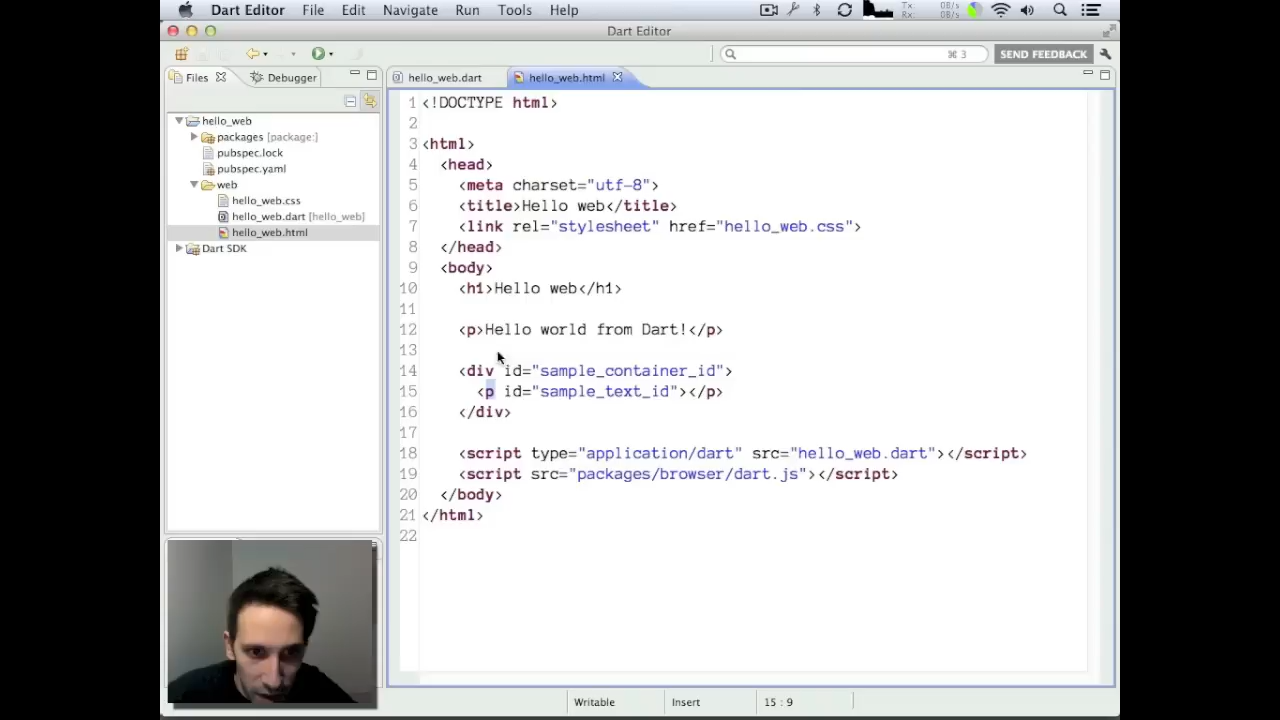 Dart Editor File Edit Navigate Run Tools Help Tx: Rx: 0B/s 0B/s
Dart Editor
⌘ 3 SEND FEEDBACK
Files Debugger hello_web.dart hello_web.html
hello_web
packages [package:]
pubspec.lock
pubspec.yaml
web
hello_web.css
hello_web.dart [hello_web]
hello_web.html
Dart SDK
1 <!DOCTYPE html>
2
3 <html>
4 <head>
5 <meta charset="utf-8">
6 <title>Hello web</title>
7 <link rel="stylesheet" href="hello_web.css">
8 </head>
9 <body>
10 <h1>Hello web</h1>
11
12 <p>Hello world from Dart!</p>
13
14 <div id="sample_container_id">
15 <p id="sample_text_id"></p>
16 </div>
17
18 <script type="application/dart" src="hello_web.dart"></script>
19 <script src="packages/browser/dart.js"></script>
20 </body>
21 </html>
22
Writable Insert 15 : 9